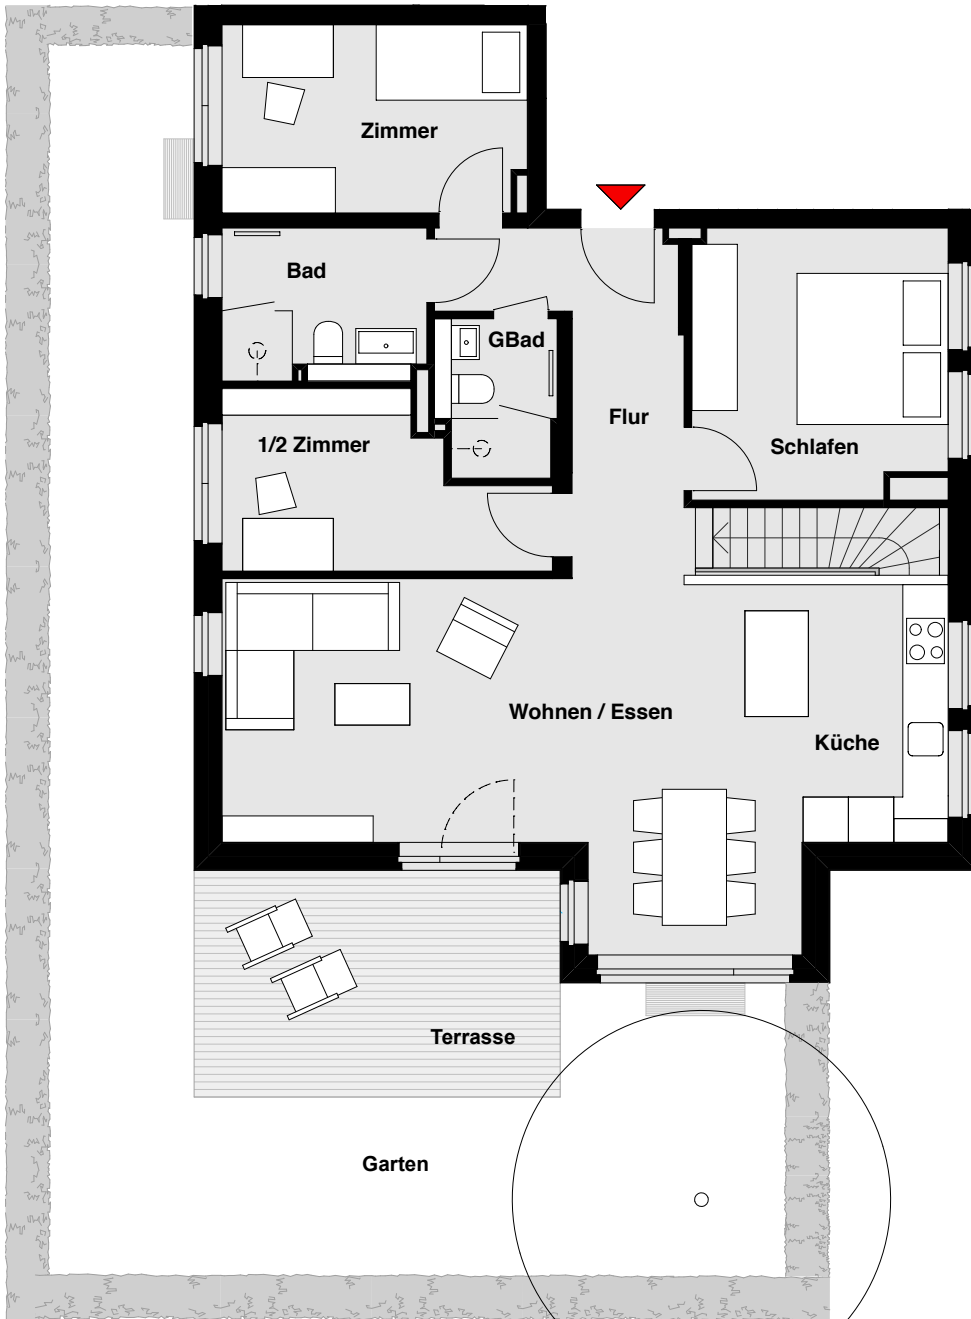 Zimmer
Bad
GBad
Flur
1/2 Zimmer
Schlafen
Wohnen / Essen
Küche
Terrasse
Garten